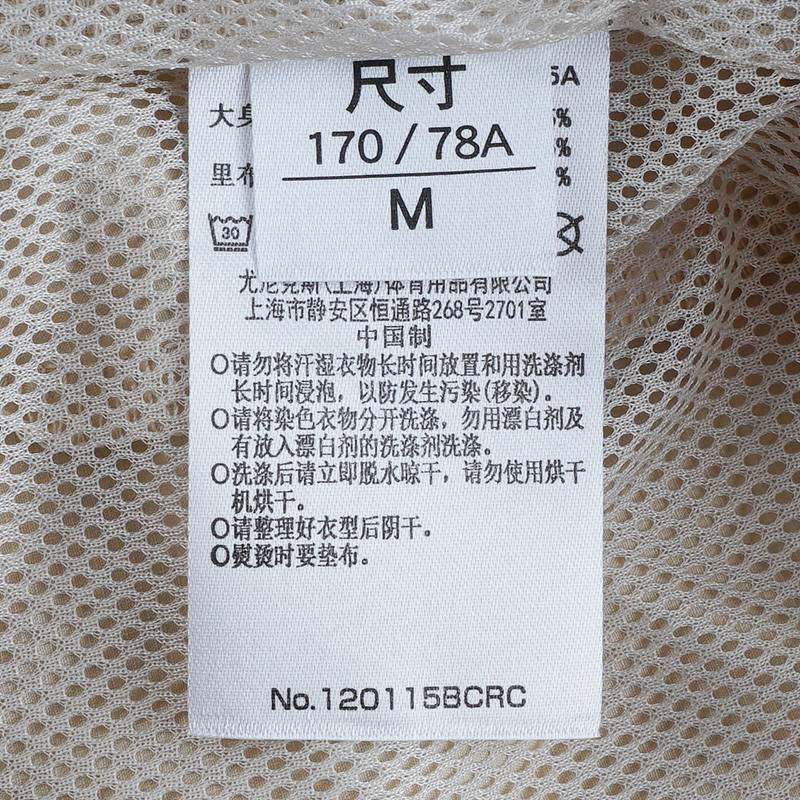 尺寸
170/78A
M
5A
大身
%
%
里布
%
30
尤尼克斯(上海)体育用品有限公司
上海市静安区恒通路268号2701室
中国制
○请勿将汗湿衣物长时间放置和用洗涤剂
长时间浸泡，以防发生污染(移染)。
○请将染色衣物分开洗涤，勿用漂白剂及
有放入漂白剂的洗涤剂洗涤。
○洗涤后请立即脱水晾干，请勿使用烘干
机烘干。
○请整理好衣型后阴干。
○熨烫时要垫布。
No.120115BCRC